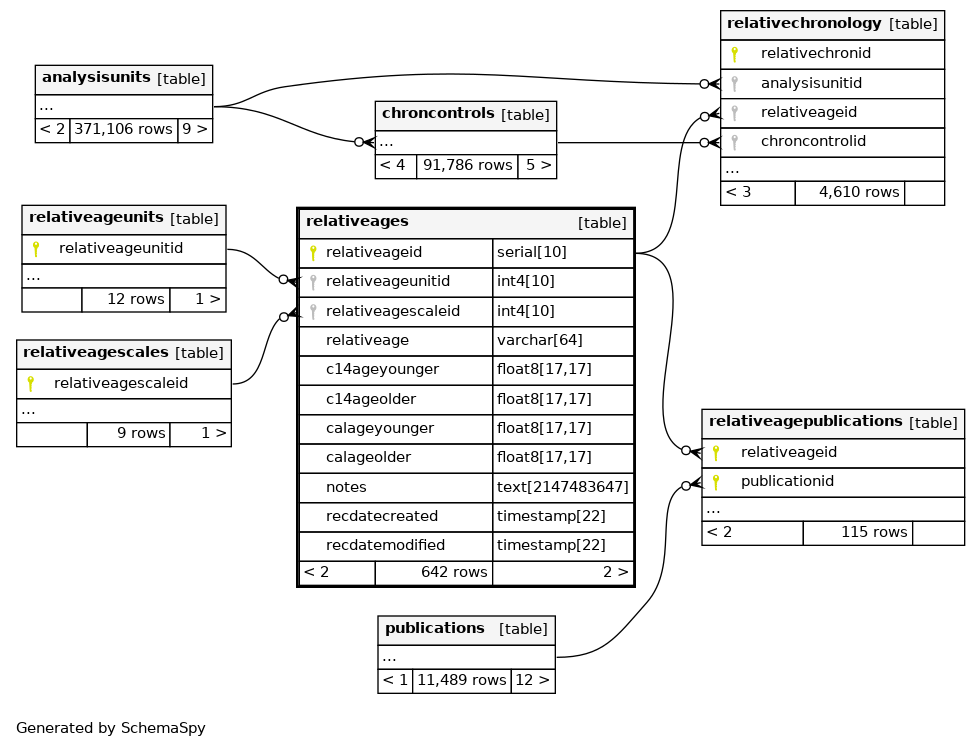 analysisunits [table]
...
< 2 371,106 rows 9 >
chroncontrols [table]
...
< 4 91,786 rows 5 >
relativechronology [table]
relativechronid
analysisunitid
relativeageid
chroncontrolid
...
< 3 4,610 rows
relativeageunits [table]
relativeageunitid
...
12 rows 1 >
relativeagescales [table]
relativeagescaleid
...
9 rows 1 >
relativeages [table]
relativeageid serial[10]
relativeageunitid int4[10]
relativeagescaleid int4[10]
relativeage varchar[64]
c14ageyounger float8[17,17]
c14ageolder float8[17,17]
calageyounger float8[17,17]
calageolder float8[17,17]
notes text[2147483647]
recdatecreated timestamp[22]
recdatemodified timestamp[22]
< 2 642 rows 2 >
relativeagepublications [table]
relativeageid
publicationid
...
< 2 115 rows
publications [table]
...
< 1 11,489 rows 12 >
Generated by SchemaSpy